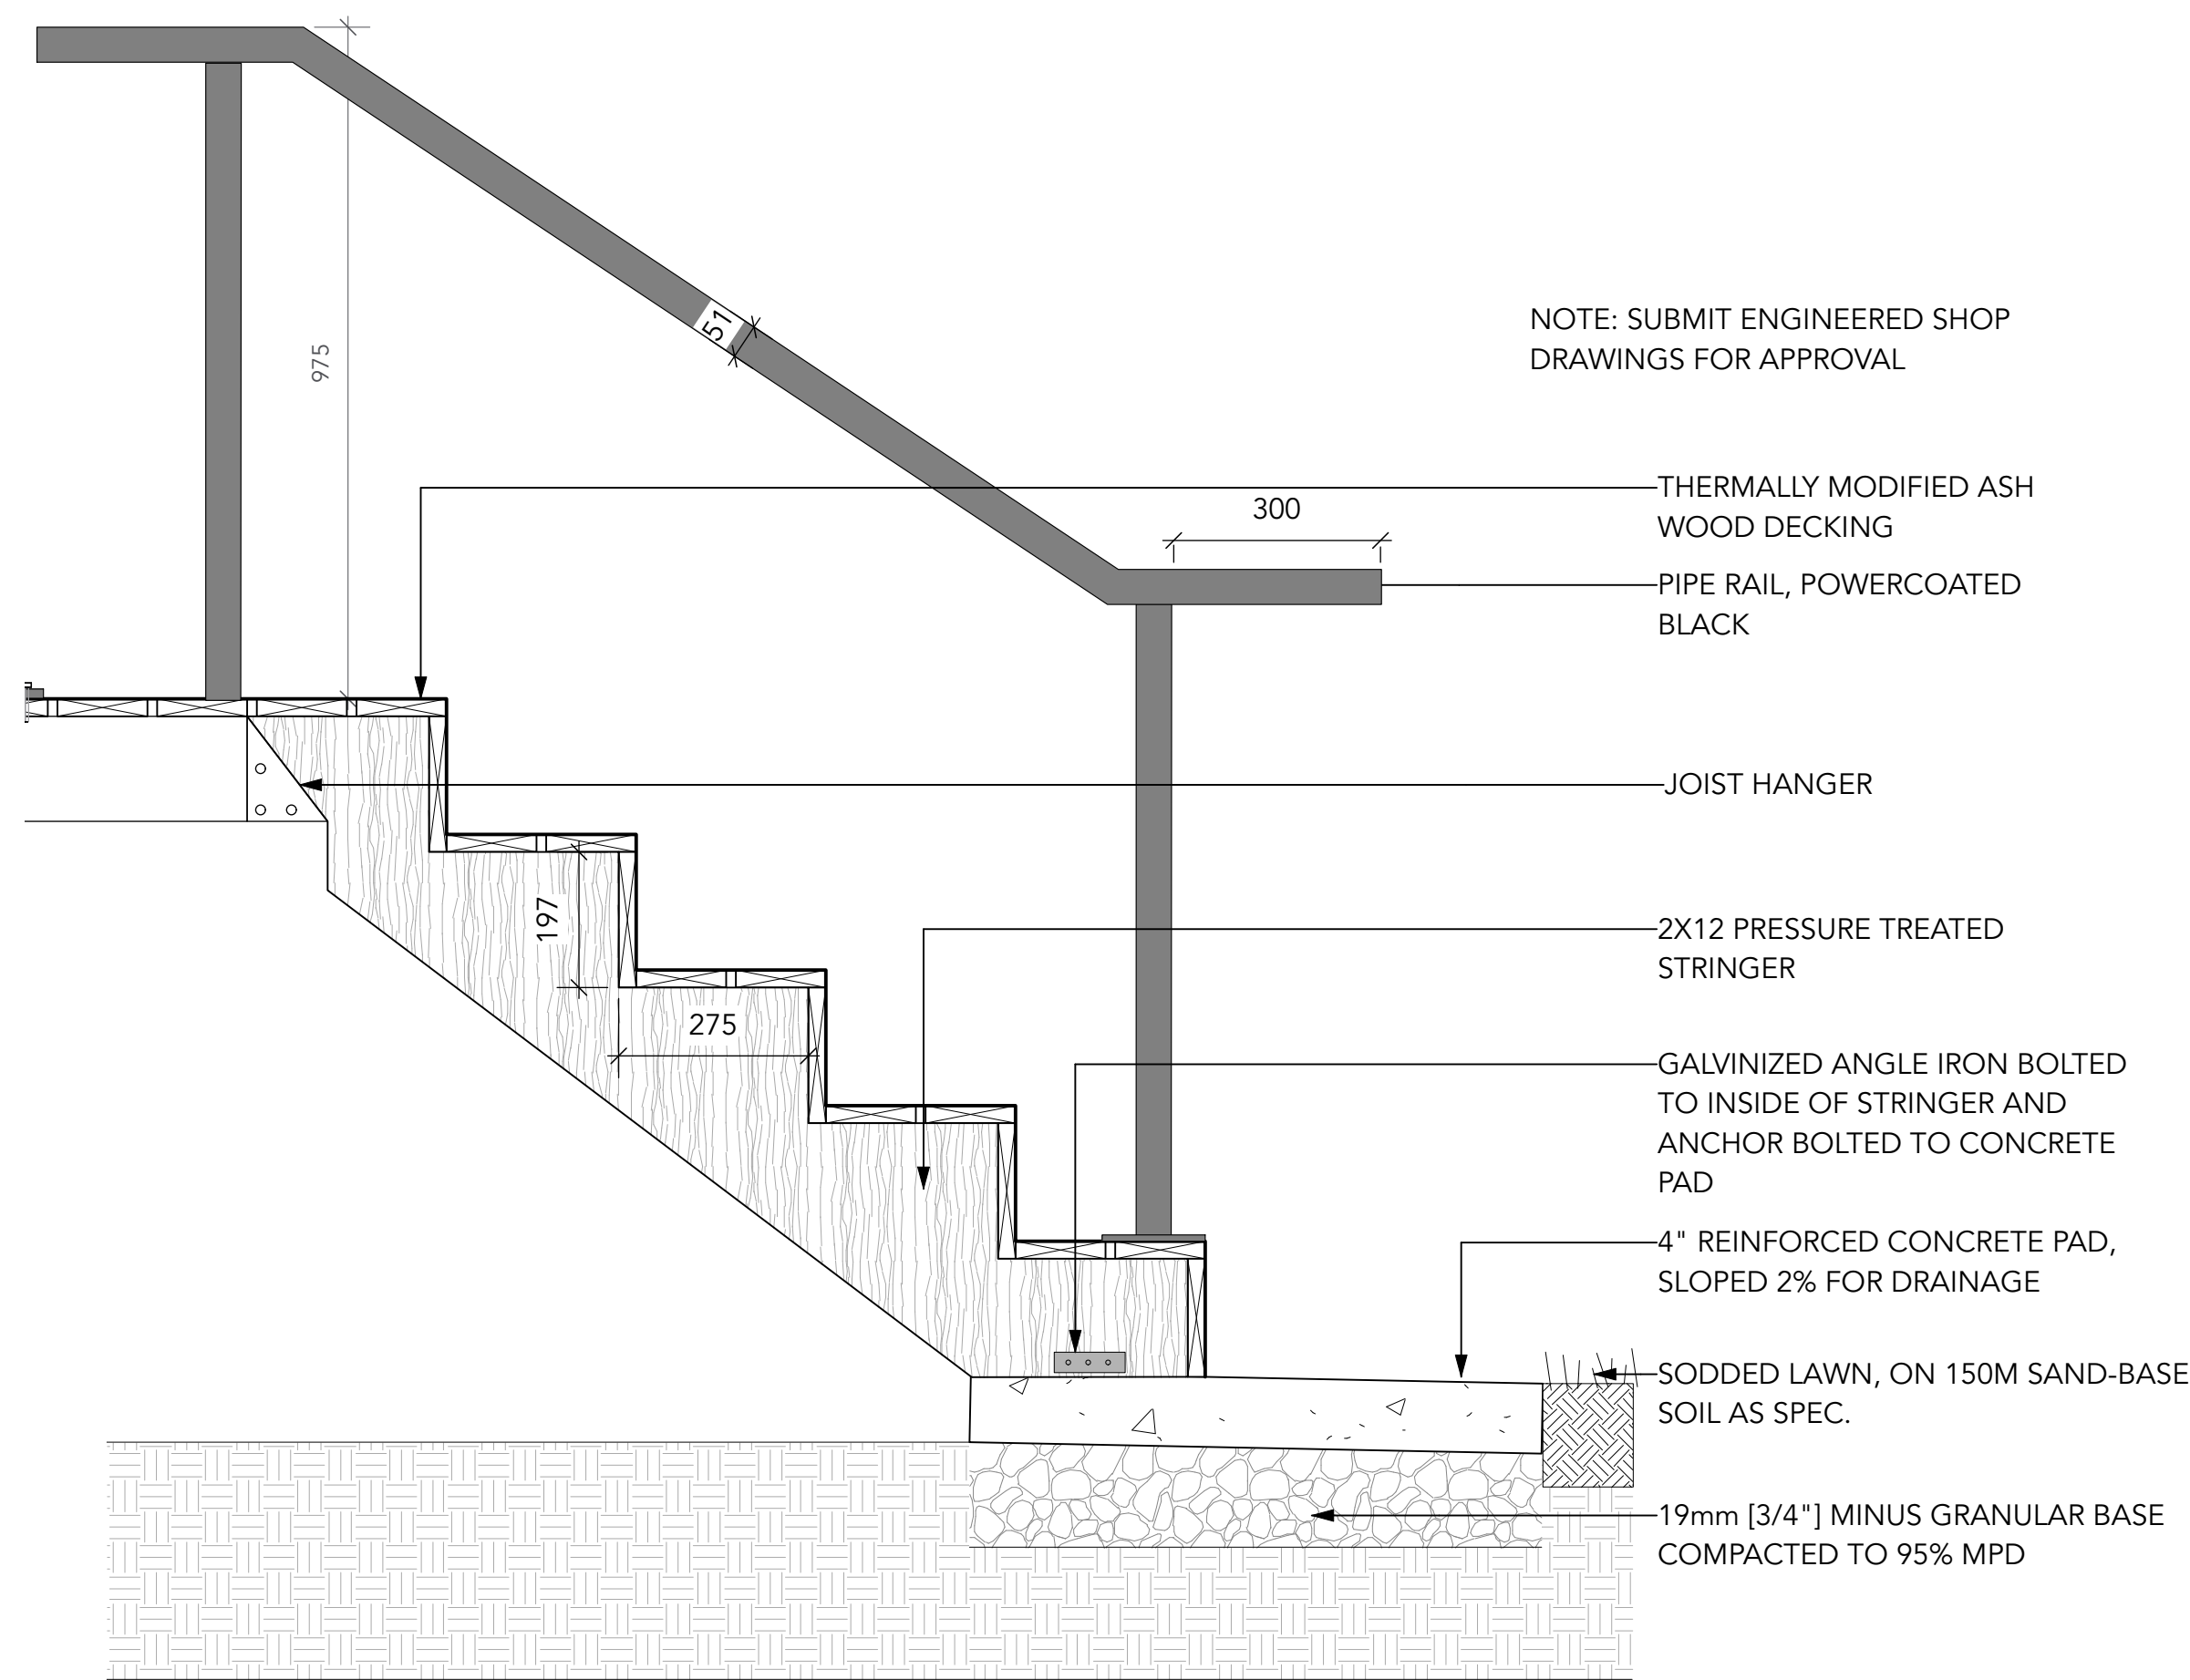 975
51
NOTE: SUBMIT ENGINEERED SHOP
DRAWINGS FOR APPROVAL
THERMALLY MODIFIED ASH
WOOD DECKING
300
PIPE RAIL, POWERCOATED
BLACK
JOIST HANGER
197
2X12 PRESSURE TREATED
STRINGER
275
GALVINIZED ANGLE IRON BOLTED
TO INSIDE OF STRINGER AND
ANCHOR BOLTED TO CONCRETE
PAD
4" REINFORCED CONCRETE PAD,
SLOPED 2% FOR DRAINAGE
SODDED LAWN, ON 150M SAND-BASE
SOIL AS SPEC.
19mm [3/4"] MINUS GRANULAR BASE
COMPACTED TO 95% MPD